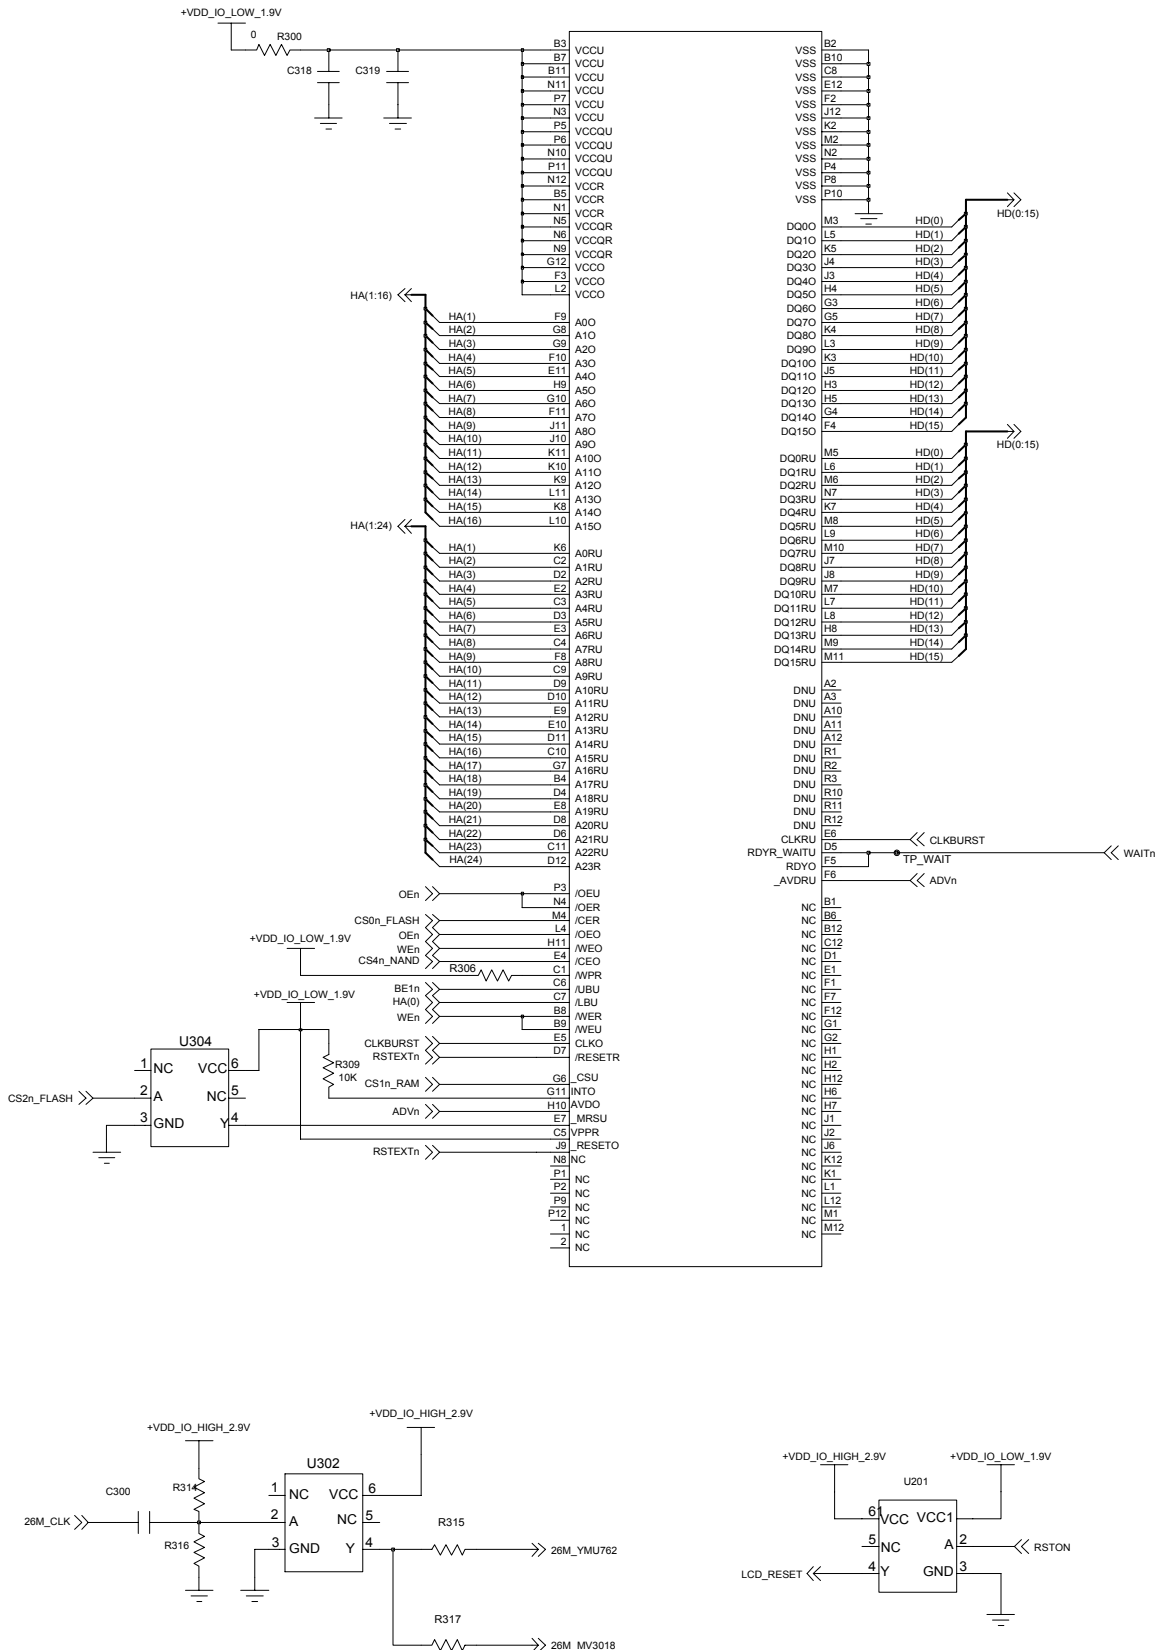 +VDD_IO_LOW_1.9V
0 R300
C318 C319
B3 VCCU
B7 VCCU
B11 VCCU
N11 VCCU
P7 VCCU
N3 VCCU
P5 VCCQU
P6 VCCQU
N10 VCCQU
P11 VCCQU
N12 VCCR
B5 VCCR
N1 VCCR
N5 VCCQR
N6 VCCQR
N9 VCCQR
G12 VCCO
F3 VCCO
L2 VCCO
HA(1:16)
HA(1) F9 A0O
HA(2) G8 A1O
HA(3) G9 A2O
HA(4) F10 A3O
HA(5) E11 A4O
HA(6) H9 A5O
HA(7) G10 A6O
HA(8) F11 A7O
HA(9) J11 A8O
HA(10) J10 A9O
HA(11) K11 A10O
HA(12) K10 A11O
HA(13) K9 A12O
HA(14) L11 A13O
HA(15) K8 A14O
HA(16) L10 A15O
HA(1:24)
HA(1) K6 A0RU
HA(2) C2 A1RU
HA(3) D2 A2RU
HA(4) E2 A3RU
HA(5) C3 A4RU
HA(6) D3 A5RU
HA(7) E3 A6RU
HA(8) C4 A7RU
HA(9) F8 A8RU
HA(10) C9 A9RU
HA(11) D9 A10RU
HA(12) D10 A11RU
HA(13) E9 A12RU
HA(14) E10 A13RU
HA(15) D11 A14RU
HA(16) C10 A15RU
HA(17) G7 A16RU
HA(18) B4 A17RU
HA(19) D4 A18RU
HA(20) E8 A19RU
HA(21) D8 A20RU
HA(22) D6 A21RU
HA(23) C11 A22RU
HA(24) D12 A23R
OEn P3 /OEU
N4 /OER
CS0n_FLASH M4 /CER
OEn L4 /OEO
WEn H11 /WEO
CS4n_NAND E4 /CEO
+VDD_IO_LOW_1.9V
R306 C1 /WPR
BE1n C6 /UBU
HA(0) C7 /LBU
WEn B8 /WER
B9 /WEU
CLKBURST E5 CLKO
RSTEXTn D7 /RESETR
+VDD_IO_LOW_1.9V
R309
10K
CS1n_RAM G6 _CSU
G11 INTO
ADVn H10 AVDO
E7 _MRSU
C5 VPPR
RSTEXTn J9 _RESETO
N8 NC
P1 NC
P2 NC
P9 NC
P12 NC
1 NC
2 NC
U304
1 NC VCC 6
CS2n_FLASH 2 A NC 5
3 GND Y 4
VSS B2
VSS B10
VSS C8
VSS E12
VSS F2
VSS J12
VSS K2
VSS M2
VSS N2
VSS P4
VSS P8
VSS P10
HD(0:15)
DQ0O M3 HD(0)
DQ1O L5 HD(1)
DQ2O K5 HD(2)
DQ3O J4 HD(3)
DQ4O J3 HD(4)
DQ5O H4 HD(5)
DQ6O G3 HD(6)
DQ7O G5 HD(7)
DQ8O K4 HD(8)
DQ9O L3 HD(9)
DQ10O K3 HD(10)
DQ11O J5 HD(11)
DQ12O H3 HD(12)
DQ13O H5 HD(13)
DQ14O G4 HD(14)
DQ15O F4 HD(15)
HD(0:15)
DQ0RU M5 HD(0)
DQ1RU L6 HD(1)
DQ2RU M6 HD(2)
DQ3RU N7 HD(3)
DQ4RU K7 HD(4)
DQ5RU M8 HD(5)
DQ6RU L9 HD(6)
DQ7RU M10 HD(7)
DQ8RU J7 HD(8)
DQ9RU J8 HD(9)
DQ10RU M7 HD(10)
DQ11RU L7 HD(11)
DQ12RU L8 HD(12)
DQ13RU H8 HD(13)
DQ14RU M9 HD(14)
DQ15RU M11 HD(15)
DNU A2
DNU A3
DNU A10
DNU A11
DNU A12
DNU R1
DNU R2
DNU R3
DNU R10
DNU R11
DNU R12
CLKRU E6 CLKBURST
RDYR_WAITU D5 TP_WAIT WAITn
RDYO F5
_AVDRU F6 ADVn
NC B1
NC B6
NC B12
NC C12
NC D1
NC E1
NC F1
NC F7
NC F12
NC G1
NC G2
NC H1
NC H2
NC H12
NC H6
NC H7
NC J1
NC J2
NC J6
NC K12
NC K1
NC L1
NC L12
NC M1
NC M12
+VDD_IO_HIGH_2.9V
+VDD_IO_HIGH_2.9V
U302
C300 R314
1 NC VCC 6
26M_CLK 2 A NC 5
R316 3 GND Y 4
R315 26M_YMU762
R317 26M_MV3018
+VDD_IO_HIGH_2.9V +VDD_IO_LOW_1.9V
U201
61 VCC VCC1
5 NC A 2 RSTON
LCD_RESET 4 Y GND 3